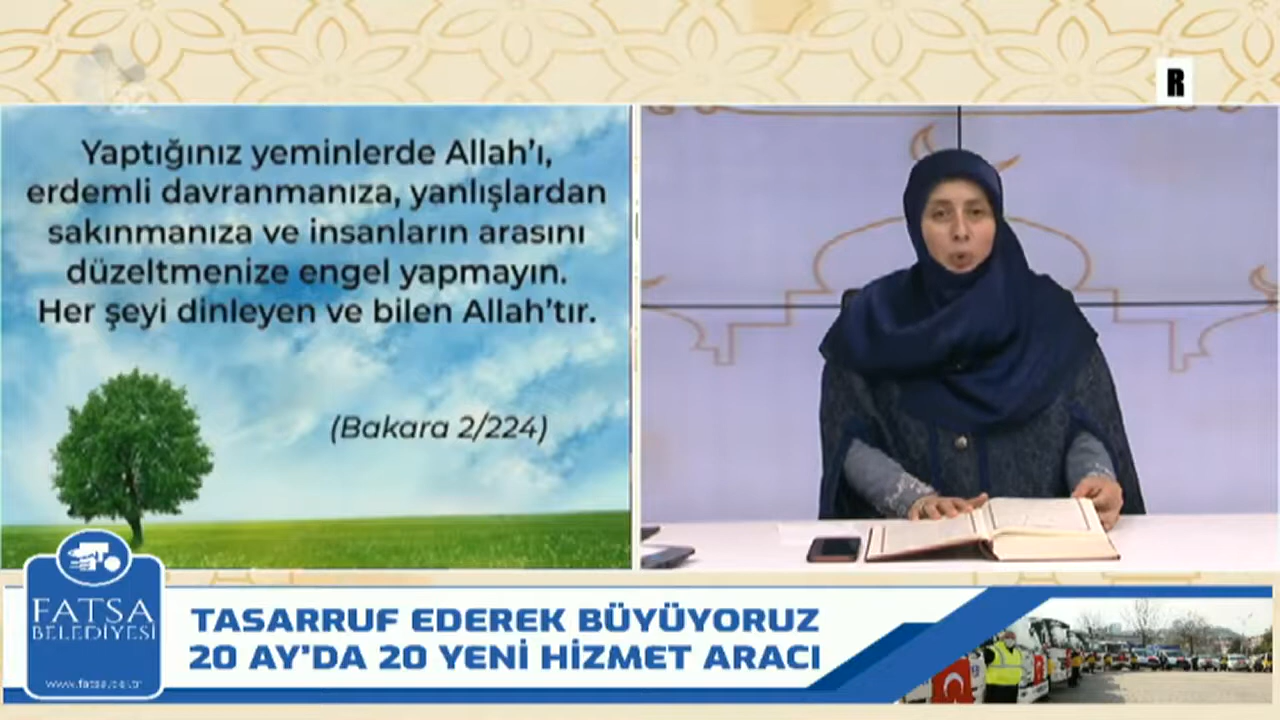 R
Yaptığınız yeminlerde Allah’ı,
erdemli davranmanıza, yanlışlardan
sakınmanıza ve insanların arasını
düzeltmenize engel yapmayın.
Her şeyi dinleyen ve bilen Allah’tır.
(Bakara 2/224)
FATSA
BELEDİYESİ
www.fatsa.bel.tr
TASARRUF EDEREK BÜYÜYORUZ
20 AY’DA 20 YENİ HİZMET ARACI